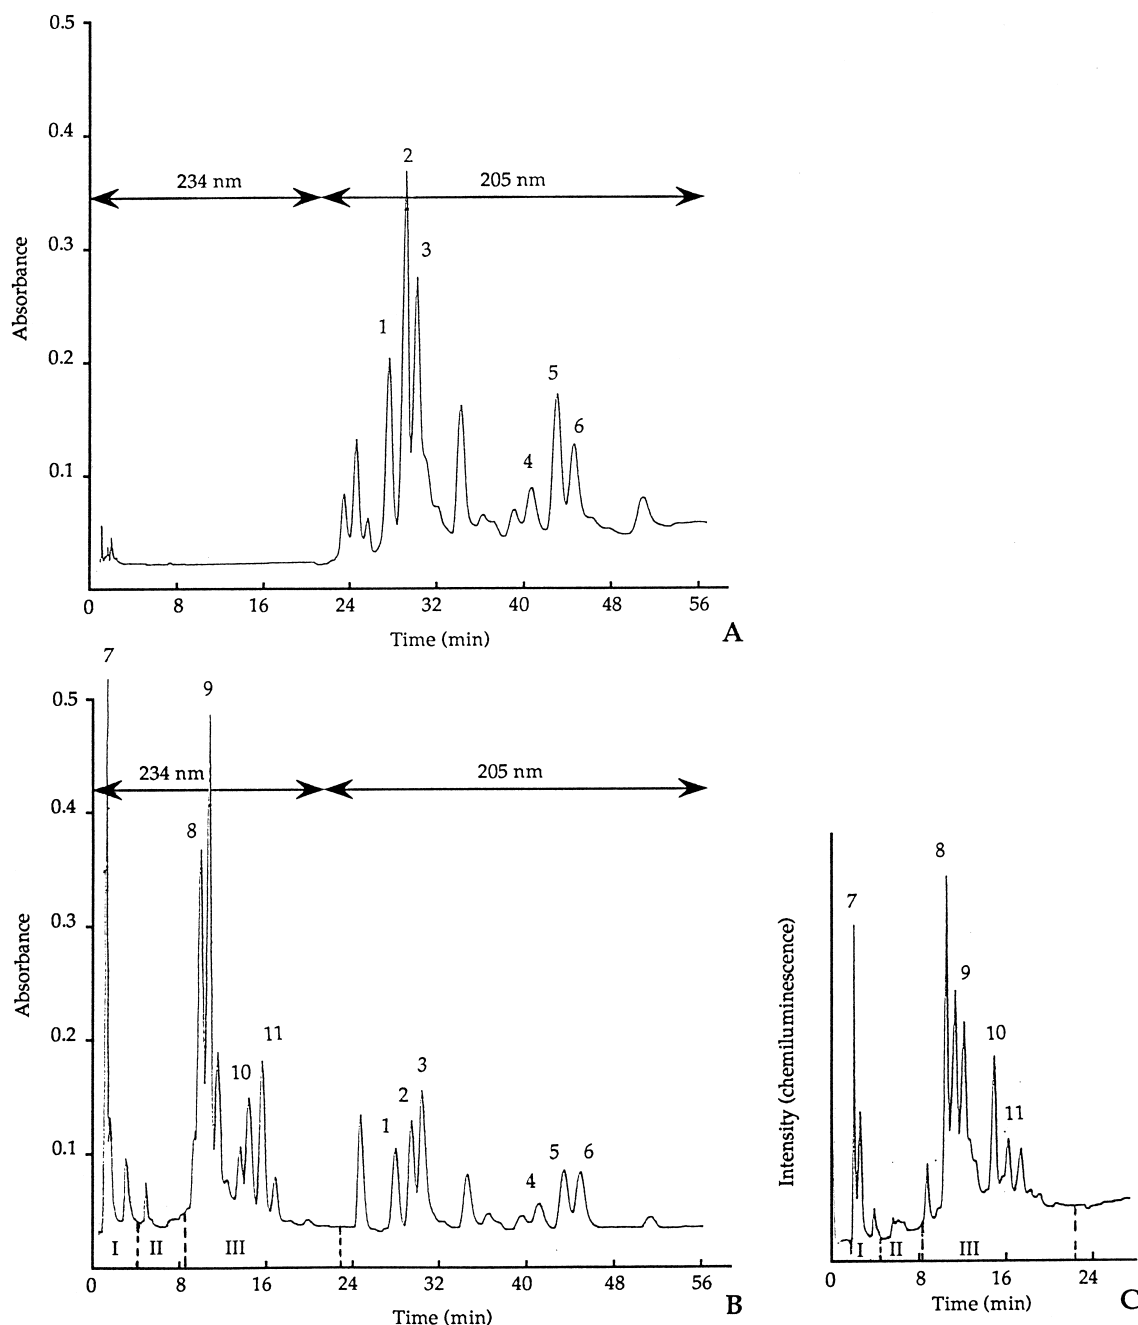 0.5
0.4
2
234 nm
205 nm
0.3
3
Absorbance
1
0.2
5
6
4
0.1
0 8 16 24 32 40 48 56
Time (min)
A
7
9
0.5
234 nm
205 nm
0.4
8
0.3
Absorbance
0.2
11
10
3
2
1
0.1
5 6
4
I II III
0 8 16 24 32 40 48 56
Time (min)
B
8
7
9
Intensity (chemiluminescence)
10
11
I II III
0 8 16 24
Time (min)
C